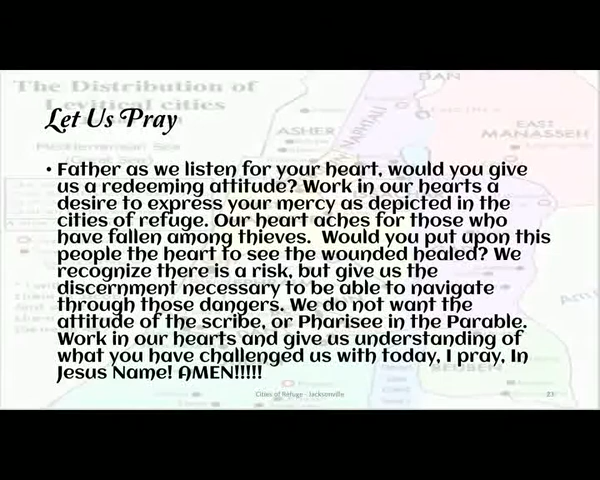 The Distribution of
Levitical cities
DAN
Let Us Pray
ASHER
NAPHTALI
EAST
MANASSEH
Mediterranean Sea
• Father as we listen for your heart, would you give
us a redeeming attitude? Work in our hearts a
desire to express your mercy as depicted in the
cities of refuge. Our heart aches for those who
have fallen among thieves.  Would you put upon this
people the heart to see the wounded healed? We
recognize there is a risk, but give us the
discernment necessary to be able to navigate
through those dangers. We do not want the
attitude of the scribe, or Pharisee in the Parable.
Work in our hearts and give us understanding of
what you have challenged us with today, I pray, In
Jesus Name! AMEN!!!!!
REUBEN
Cities of Refuge - Jacksonville
23